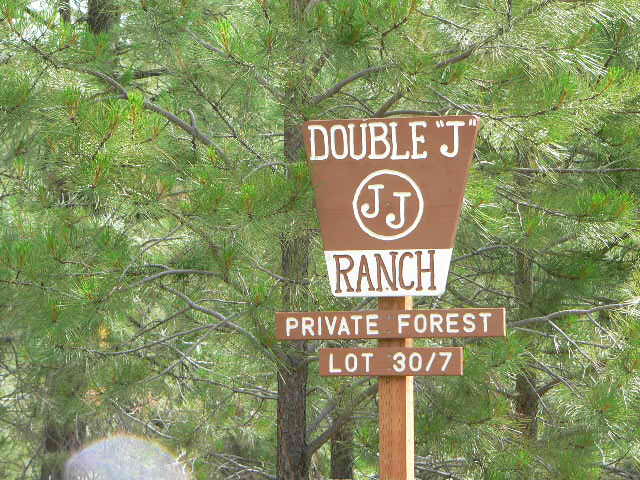 DOUBLE "J"
JJ
RANCH
PRIVATE FOREST
LOT 30/7